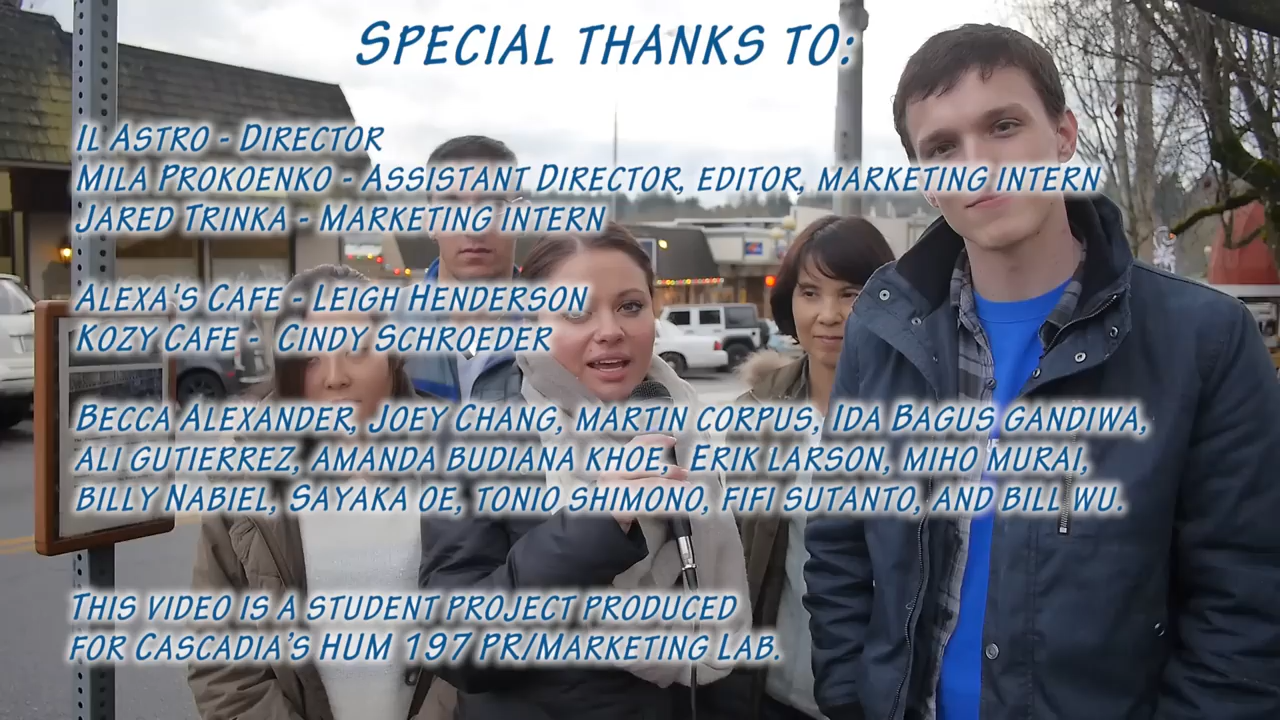 Special thanks to:
Il Astro - Director
Mila Prokoenko - Assistant Director, editor, marketing intern
Jared Trinka - Marketing intern
Alexa's Cafe - Leigh Henderson
Kozy Cafe - Cindy Schroeder
Becca Alexander, Joey Chang, martin corpus, Ida Bagus gandiwa,
ali gutierrez, amanda budiana khoe, Erik larson, miho murai,
billy Nabiel, Sayaka oe, tonio shimono, fifi sutanto, and bill wu.
This video is a student project produced
for Cascadia's HUM 197 PR/Marketing Lab.